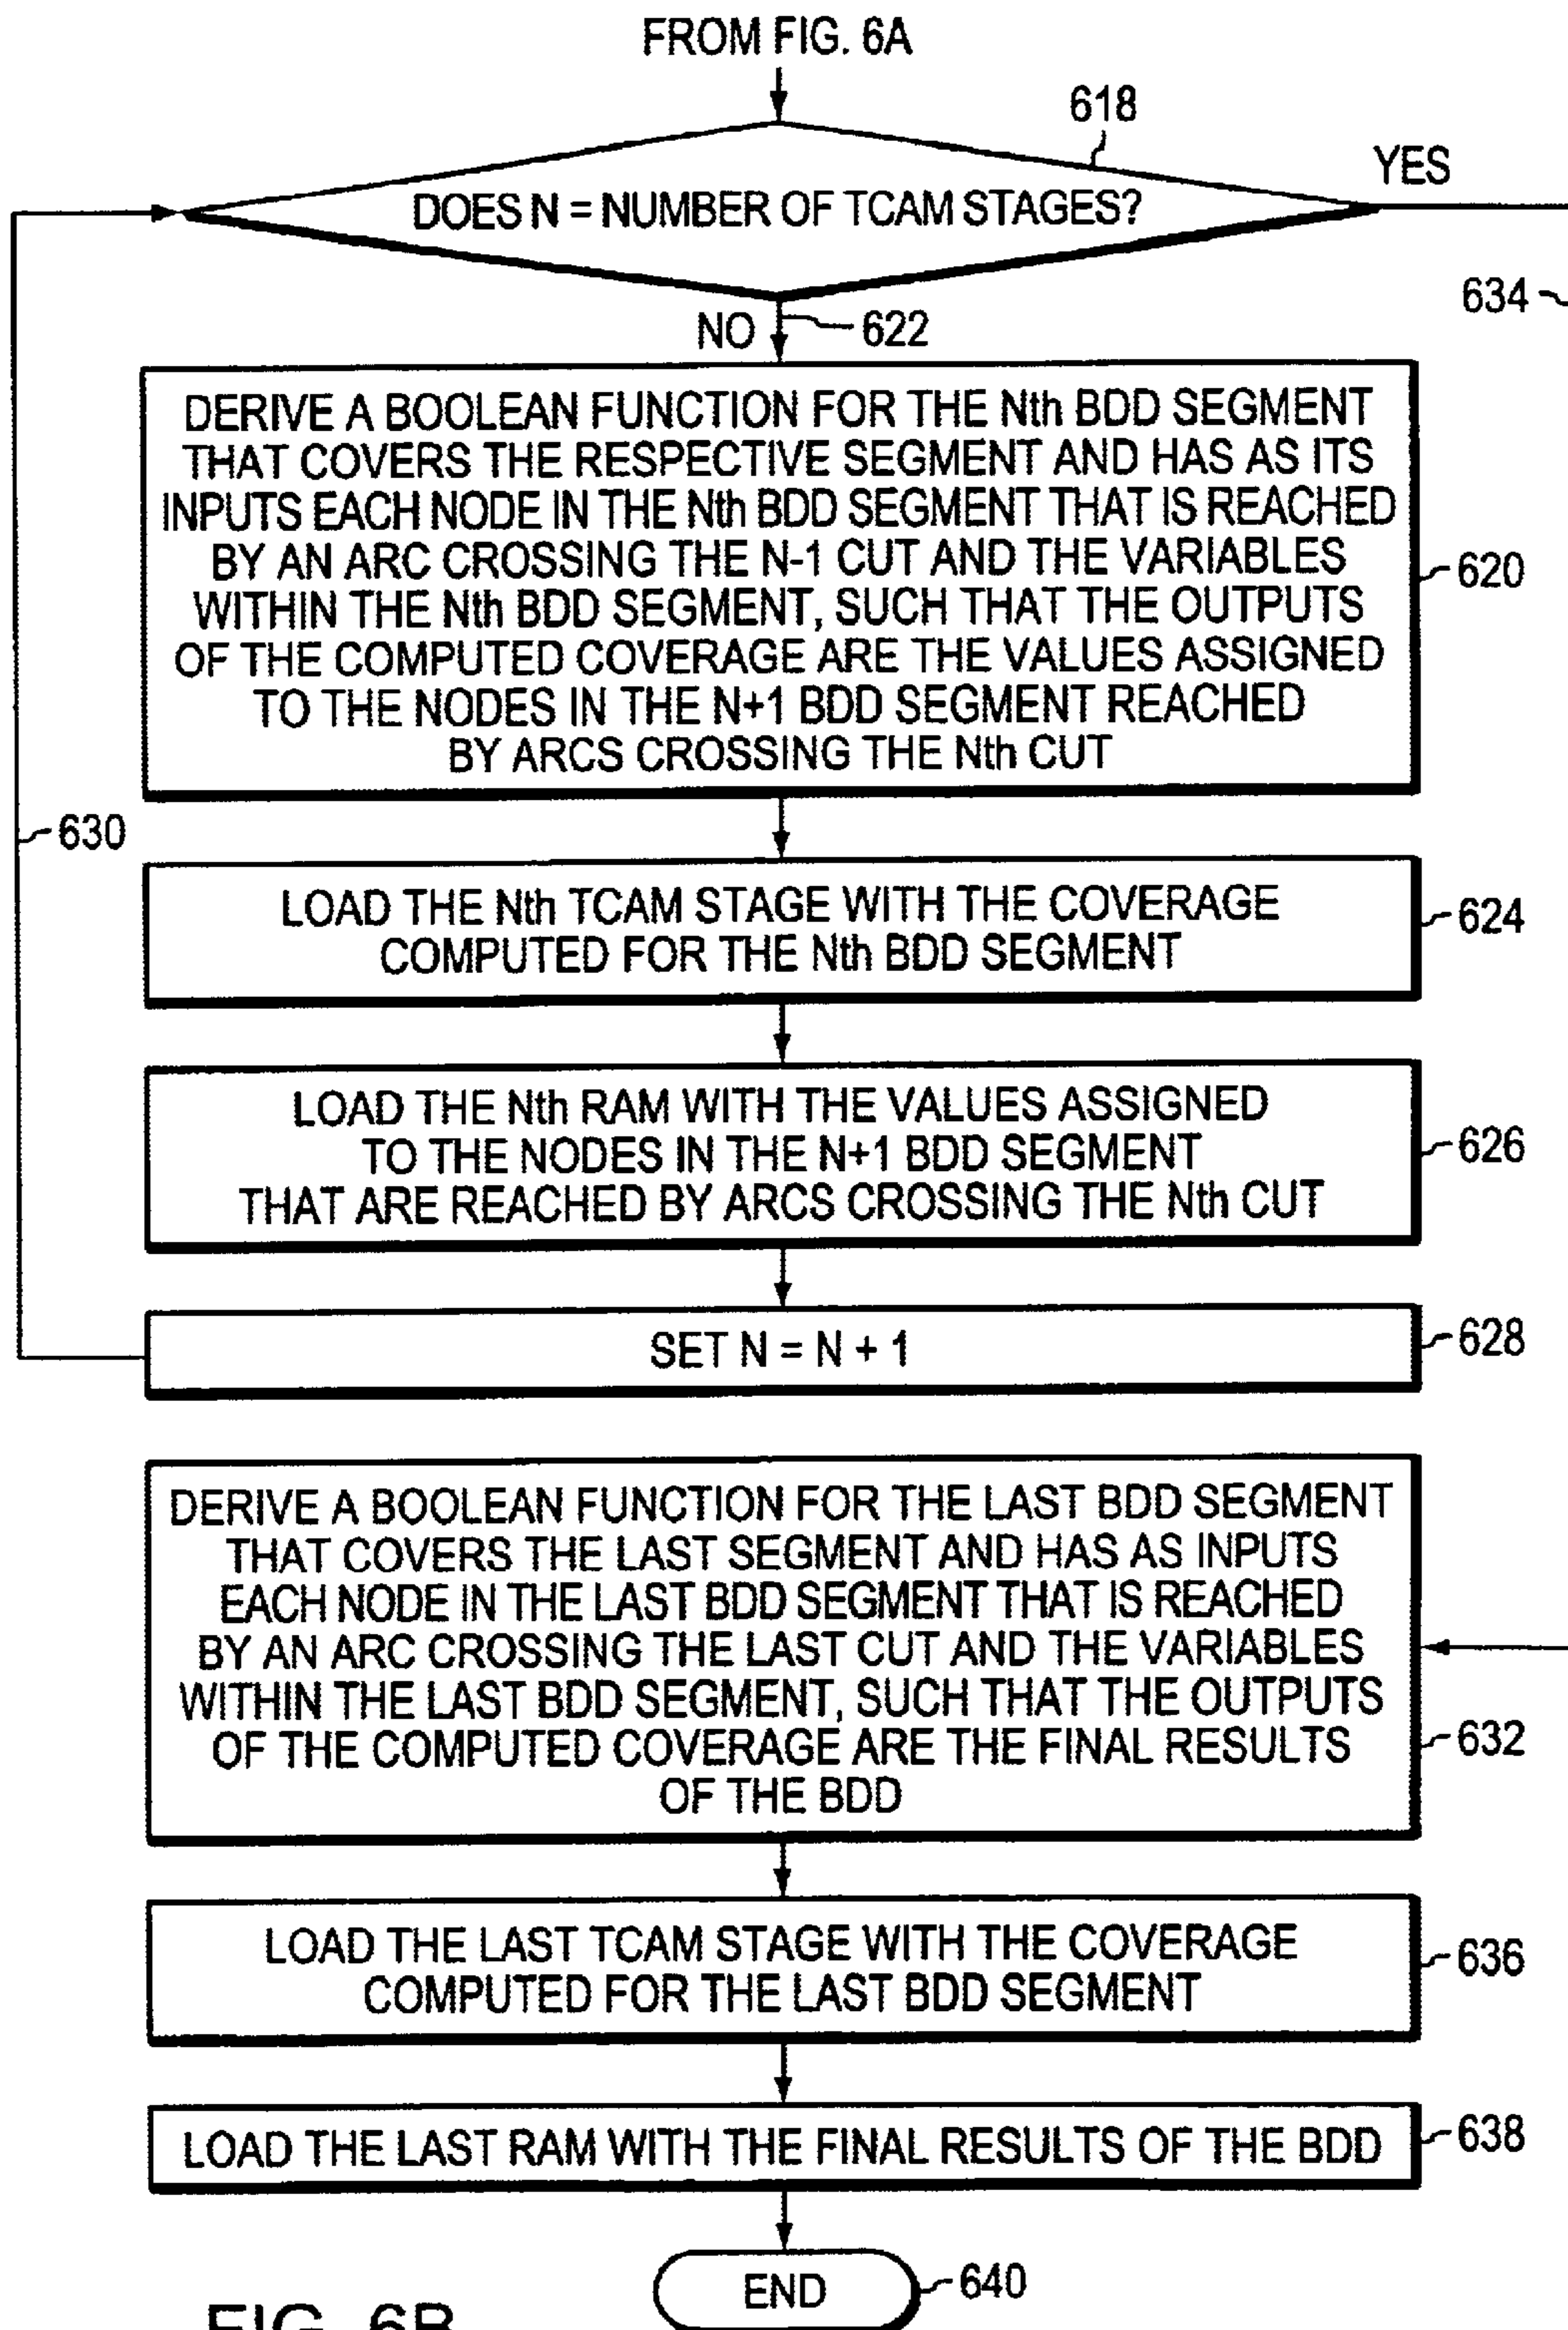 FROM FIG. 6A
618
DOES N = NUMBER OF TCAM STAGES?
YES
634
NO
622
DERIVE A BOOLEAN FUNCTION FOR THE Nth BDD SEGMENT
THAT COVERS THE RESPECTIVE SEGMENT AND HAS AS ITS
INPUTS EACH NODE IN THE Nth BDD SEGMENT THAT IS REACHED
BY AN ARC CROSSING THE N-1 CUT AND THE VARIABLES
WITHIN THE Nth BDD SEGMENT, SUCH THAT THE OUTPUTS
OF THE COMPUTED COVERAGE ARE THE VALUES ASSIGNED
TO THE NODES IN THE N+1 BDD SEGMENT REACHED
BY ARCS CROSSING THE Nth CUT
620
630
LOAD THE Nth TCAM STAGE WITH THE COVERAGE
COMPUTED FOR THE Nth BDD SEGMENT
624
LOAD THE Nth RAM WITH THE VALUES ASSIGNED
TO THE NODES IN THE N+1 BDD SEGMENT
THAT ARE REACHED BY ARCS CROSSING THE Nth CUT
626
SET N = N + 1
628
DERIVE A BOOLEAN FUNCTION FOR THE LAST BDD SEGMENT
THAT COVERS THE LAST SEGMENT AND HAS AS INPUTS
EACH NODE IN THE LAST BDD SEGMENT THAT IS REACHED
BY AN ARC CROSSING THE LAST CUT AND THE VARIABLES
WITHIN THE LAST BDD SEGMENT, SUCH THAT THE OUTPUTS
OF THE COMPUTED COVERAGE ARE THE FINAL RESULTS
OF THE BDD
632
LOAD THE LAST TCAM STAGE WITH THE COVERAGE
COMPUTED FOR THE LAST BDD SEGMENT
636
LOAD THE LAST RAM WITH THE FINAL RESULTS OF THE BDD
638
END
640
FIG. 6B